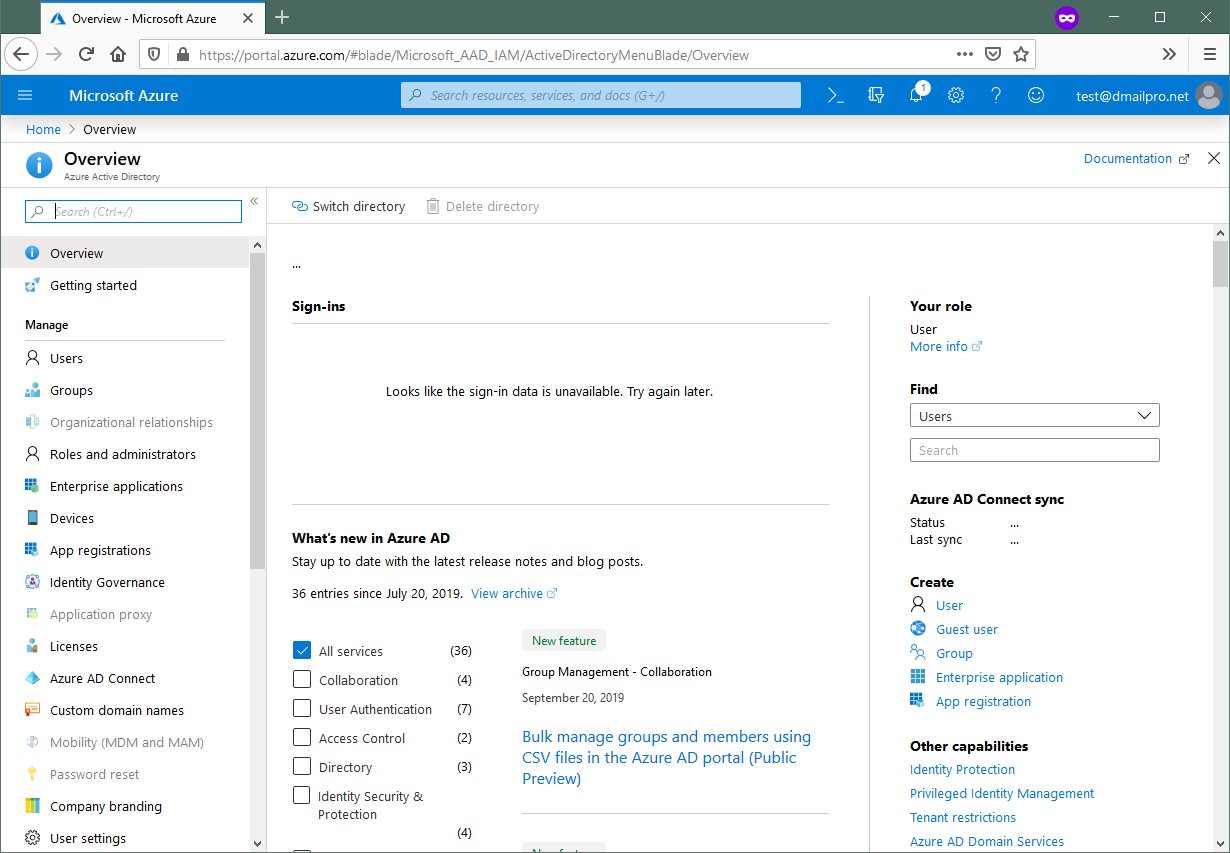 Overview - Microsoft Azure
https://portal.azure.com/#blade/Microsoft_AAD_IAM/ActiveDirectoryMenuBlade/Overview
Microsoft Azure
Search resources, services, and docs (G+/)
1
test@dmailpro.net
Home > Overview
Overview
Azure Active Directory
Documentation
Search (Ctrl+/)
«
Overview
Getting started
Manage
Users
Groups
Organizational relationships
Roles and administrators
Enterprise applications
Devices
App registrations
Identity Governance
Application proxy
Licenses
Azure AD Connect
Custom domain names
Mobility (MDM and MAM)
Password reset
Company branding
User settings
Switch directory
Delete directory
...
Sign-ins
Looks like the sign-in data is unavailable. Try again later.
What's new in Azure AD
Stay up to date with the latest release notes and blog posts.
36 entries since July 20, 2019. View archive
All services (36)
Collaboration (4)
User Authentication (7)
Access Control (2)
Directory (3)
Identity Security &
Protection
(4)
New feature
Group Management - Collaboration
September 20, 2019
Bulk manage groups and members using
CSV files in the Azure AD portal (Public
Preview)
New feature
Your role
User
More info
Find
Users
Search
Azure AD Connect sync
Status ...
Last sync ...
Create
User
Guest user
Group
Enterprise application
App registration
Other capabilities
Identity Protection
Privileged Identity Management
Tenant restrictions
Azure AD Domain Services